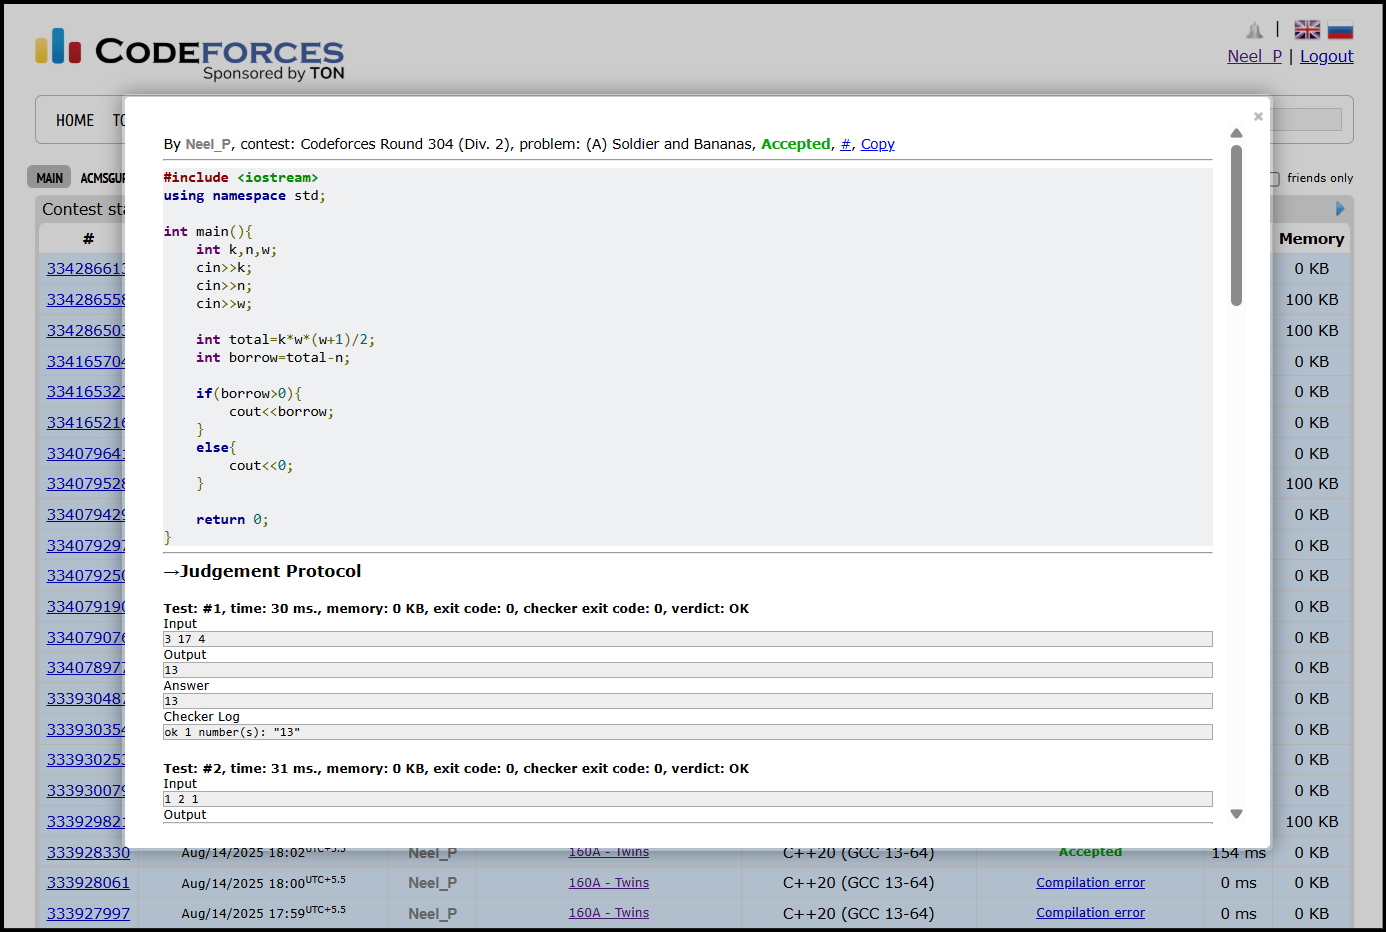 CODEFORCES
Sponsored by TON
|
Neel_P | Logout
HOME
MAIN ACMSGUR
friends only
By Neel_P, contest: Codeforces Round 304 (Div. 2), problem: (A) Soldier and Bananas, Accepted, #, Copy
#include <iostream>
using namespace std;
int main(){
    int k,n,w;
    cin>>k;
    cin>>n;
    cin>>w;
    int total=k*w*(w+1)/2;
    int borrow=total-n;
    if(borrow>0){
        cout<<borrow;
    }
    else{
        cout<<0;
    }
    return 0;
}
→Judgement Protocol
Test: #1, time: 30 ms., memory: 0 KB, exit code: 0, checker exit code: 0, verdict: OK
Input
3 17 4
Output
13
Answer
13
Checker Log
ok 1 number(s): "13"
Test: #2, time: 31 ms., memory: 0 KB, exit code: 0, checker exit code: 0, verdict: OK
Input
1 2 1
Output
Contest sta
# Memory
334286613 0 KB
334286558 100 KB
334286503 100 KB
334165704 0 KB
334165323 0 KB
334165216 0 KB
334079641 0 KB
334079528 100 KB
334079429 0 KB
334079297 0 KB
334079250 0 KB
334079190 0 KB
334079076 0 KB
334078977 0 KB
333930487 0 KB
333930354 0 KB
333930253 0 KB
333930079 0 KB
333929821 100 KB
333928330 Aug/14/2025 18:02UTC+5.5 Neel_P 160A - Twins C++20 (GCC 13-64) Accepted 154 ms 0 KB
333928061 Aug/14/2025 18:00UTC+5.5 Neel_P 160A - Twins C++20 (GCC 13-64) Compilation error 0 ms 0 KB
333927997 Aug/14/2025 17:59UTC+5.5 Neel_P 160A - Twins C++20 (GCC 13-64) Compilation error 0 ms 0 KB